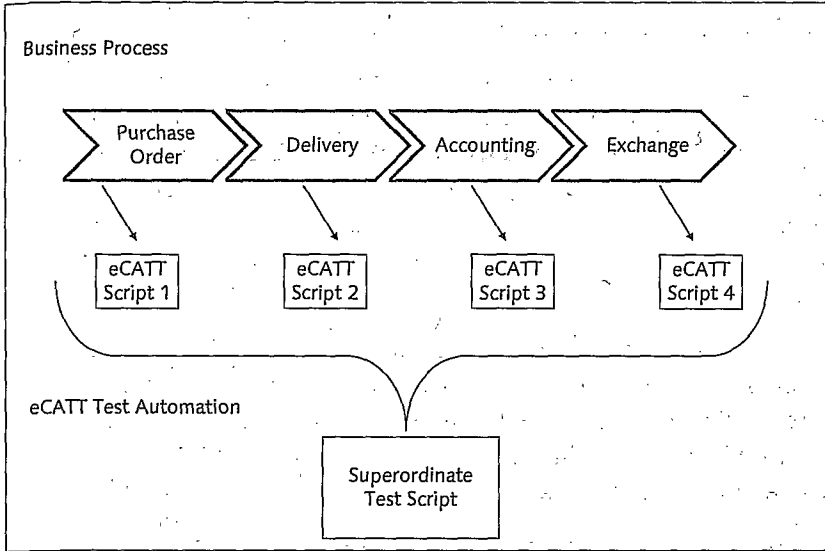 Business Process
Purchase
Order
Delivery
Accounting
Exchange
eCATT
Script 1
eCATT
Script 2
eCATT
Script 3
eCATT
Script 4
eCATT Test Automation
Superordinate
Test Script